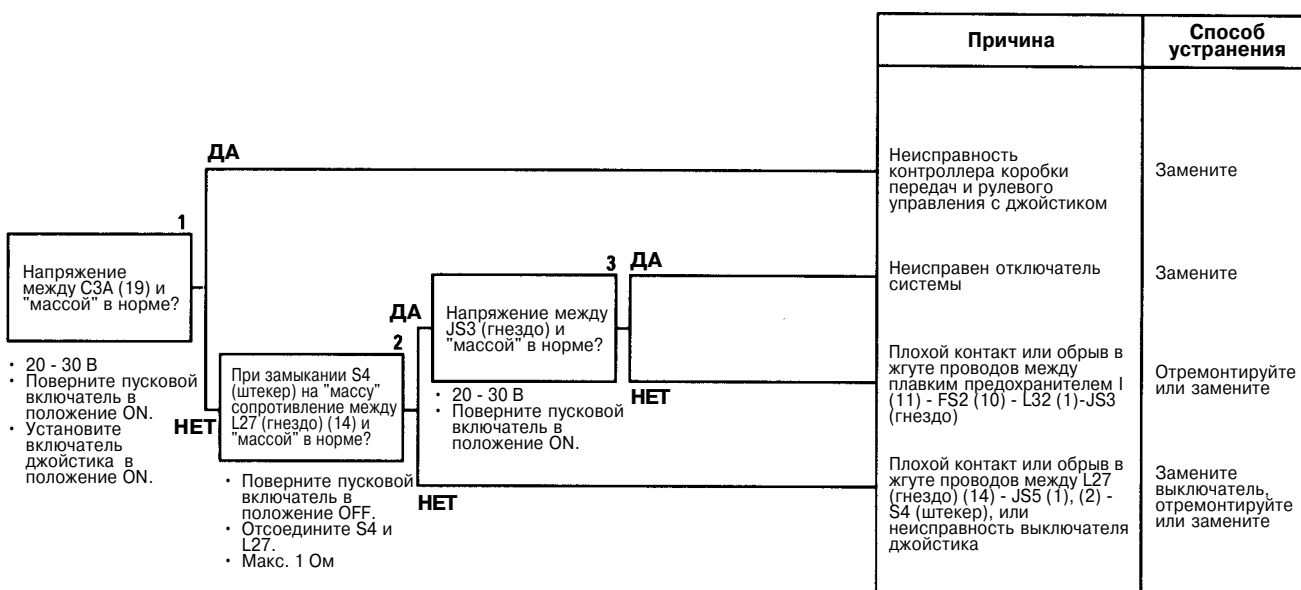 Причина
Способ
устранения
ДА
Неисправность
контроллера коробки
передач и рулевого
управления с джойстиком
Замените
1
Напряжение
между C3A (19) и
"массой" в норме?
• 20 - 30 В
• Поверните пусковой
включатель в
положение ON.
• Установите
включатель
джойстика в
положение ON.
НЕТ
2
При замыкании S4
(штекер) на "массу"
сопротивление между
L27 (гнездо) (14) и
"массой" в норме?
• Поверните пусковой
включатель в
положение OFF.
• Отсоедините S4 и
L27.
• Макс. 1 Ом
ДА
3
Напряжение между
JS3 (гнездо) и
"массой" в норме?
• 20 - 30 В
• Поверните пусковой
включатель в
положение ON.
ДА
Неисправен отключатель
системы
Замените
НЕТ
Плохой контакт или обрыв в
жгуте проводов между
плавким предохранителем I
(11) - FS2 (10) - L32 (1)-JS3
(гнездо)
Отремонтируйте
или замените
НЕТ
Плохой контакт или обрыв в
жгуте проводов между L27
(гнездо) (14) - JS5 (1), (2) -
S4 (штекер), или
неисправность выключателя
джойстика
Замените
выключатель,
отремонтируйте
или замените